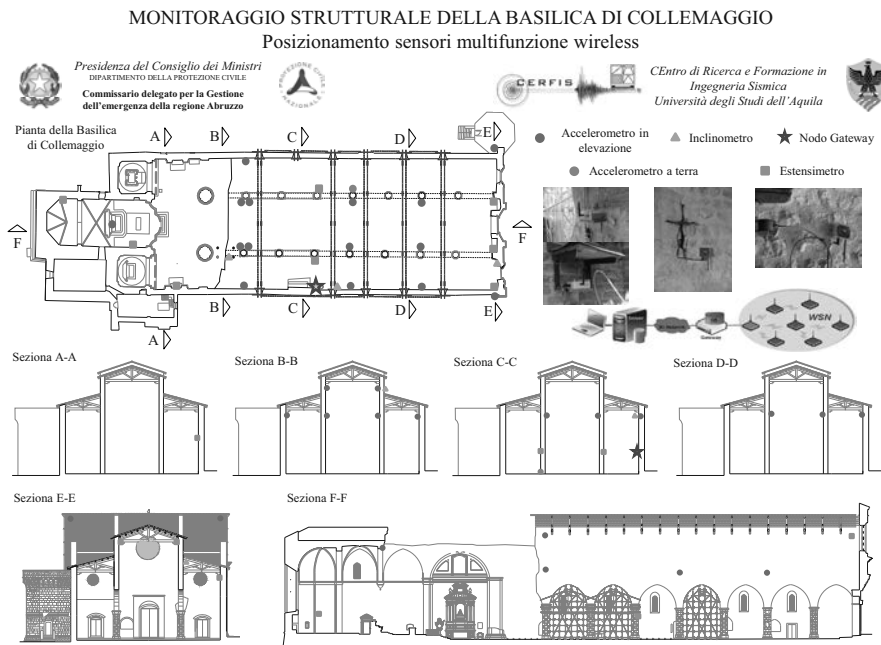 MONITORAGGIO STRUTTURALE DELLA BASILICA DI COLLEMAGGIO
Posizionamento sensori multifunzione wireless
Presidenza del Consiglio dei Ministri
DIPARTIMENTO DELLA PROTEZIONE CIVILE
Commissario delegato per la Gestione
dell'emergenza della regione Abruzzo
PROTEZIONE CIVILE
NAZIONALE
CERFIS
CEntro di Ricerca e Formazione in
Ingegneria Sismica
Università degli Studi dell'Aquila
Pianta della Basilica
di Collemaggio
A
B
C
D
E
F
F
A
B
C
D
E
Accelerometro in
elevazione
Inclinometro
Nodo Gateway
Accelerometro a terra
Estensimetro
Gateway
WSN
Seziona A-A
Seziona B-B
Seziona C-C
Seziona D-D
Seziona E-E
Seziona F-F